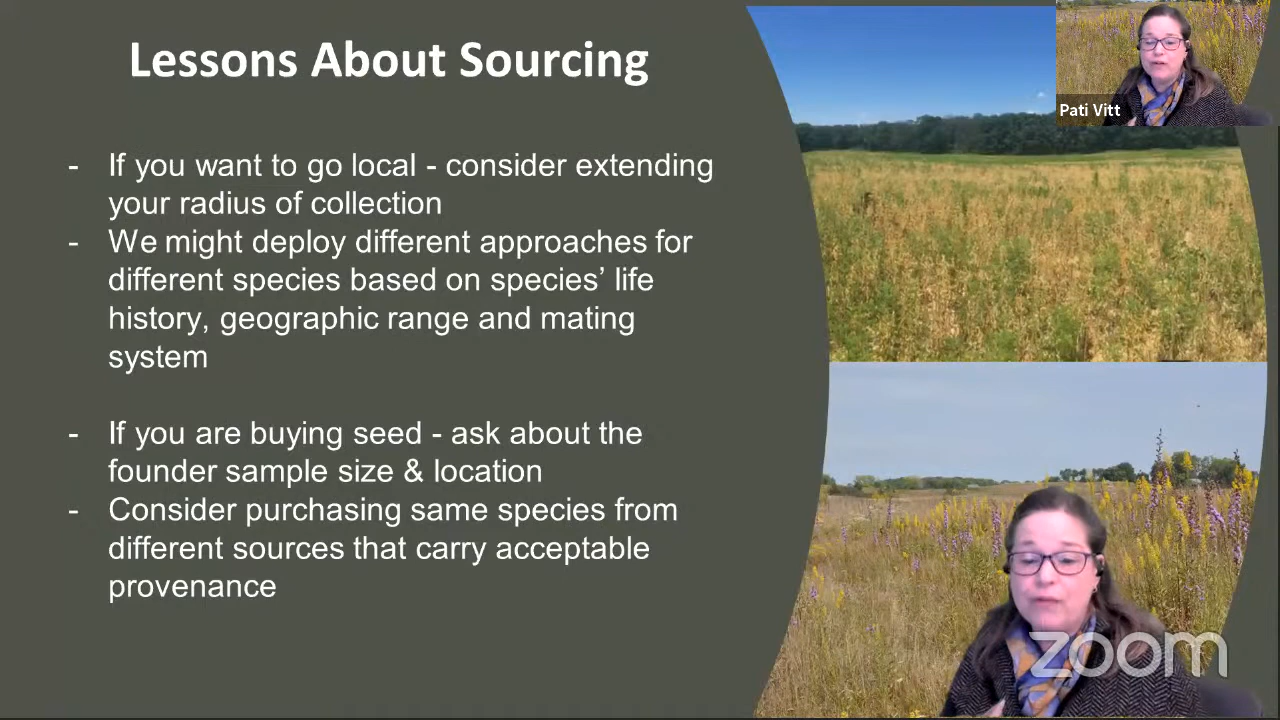 Lessons About Sourcing
Pati Vitt
- If you want to go local - consider extending
your radius of collection
- We might deploy different approaches for
different species based on species’ life
history, geographic range and mating
system
- If you are buying seed - ask about the
founder sample size & location
- Consider purchasing same species from
different sources that carry acceptable
provenance
zoom